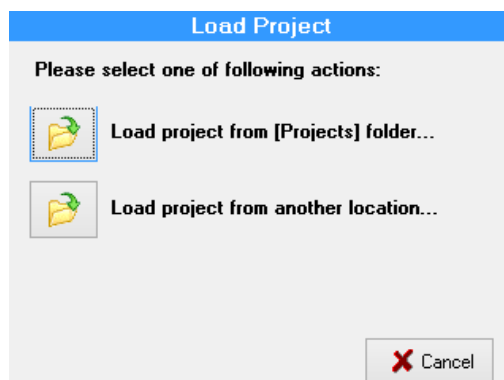 Load Project
Please select one of following actions:
Load project from [Projects] folder...
Load project from another location...
Cancel